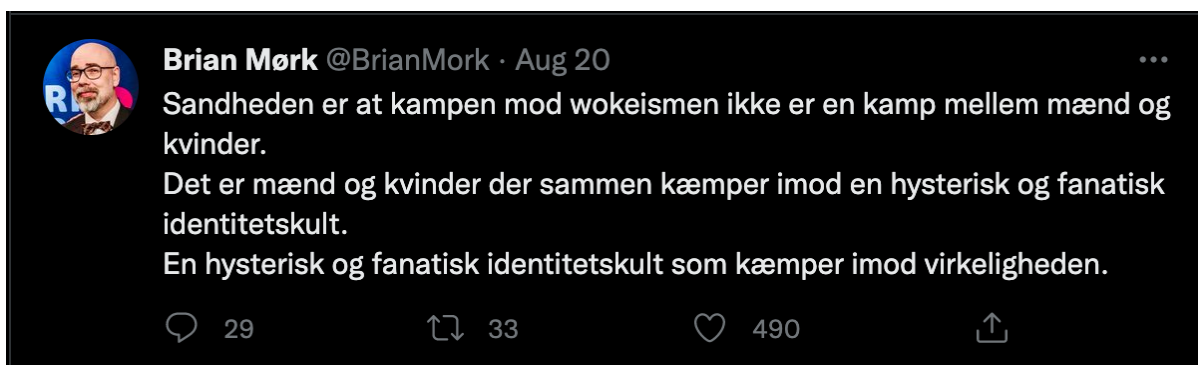 Brian Mørk @BrianMork · Aug 20
Sandheden er at kampen mod wokeismen ikke er en kamp mellem mænd og
kvinder.
Det er mænd og kvinder der sammen kæmper imod en hysterisk og fanatisk
identitetskult.
En hysterisk og fanatisk identitetskult som kæmper imod virkeligheden.
29 33 490